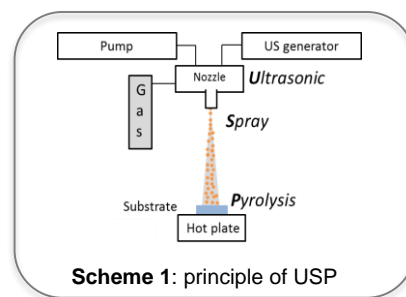 Pump
US generator
Nozzle
Ultrasonic
G
a
s
Spray
Pyrolysis
Substrate
Hot plate
Scheme 1: principle of USP